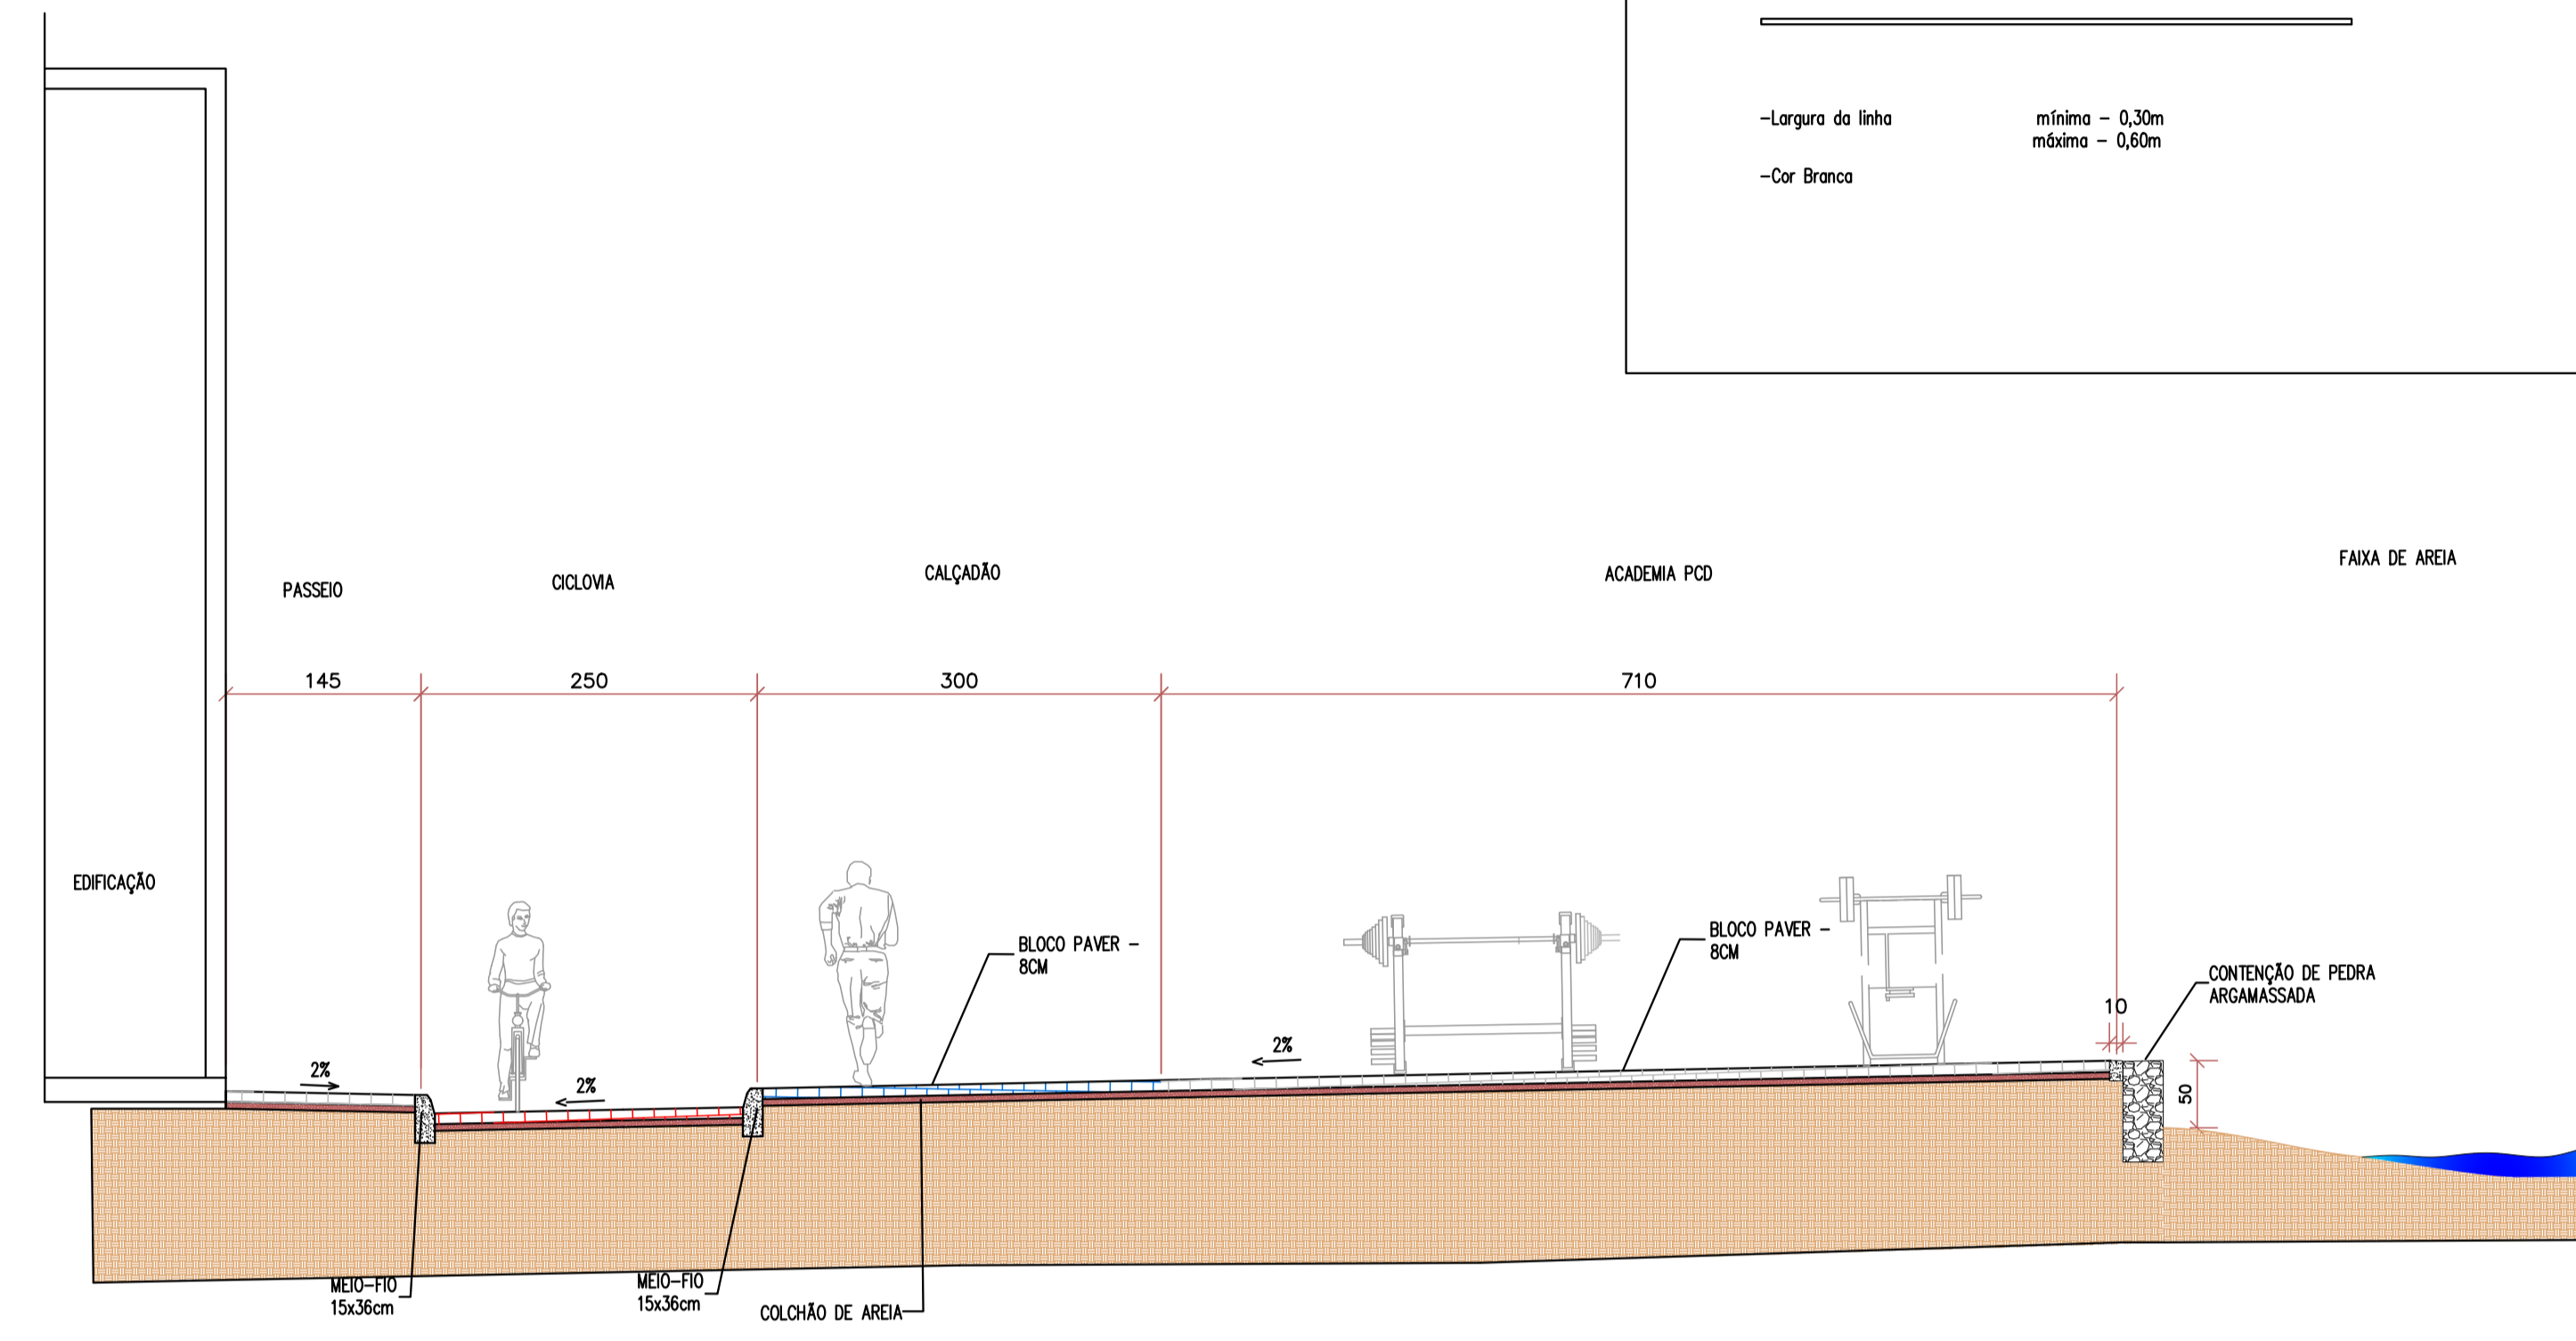 -Largura da linha mínima - 0,30m
máxima - 0,60m
-Cor Branca
FAIXA DE AREIA
CALÇADÃO
ACADEMIA PCD
CICLOVIA
PASSEIO
145
250
300
710
EDIFICAÇÃO
BLOCO PAVER -
8CM
BLOCO PAVER -
8CM
CONTENÇÃO DE PEDRA
ARGAMASSADA
10
2%
2%
2%
50
MEIO-FIO
15x36cm
MEIO-FIO
15x36cm
COLCHÃO DE AREIA